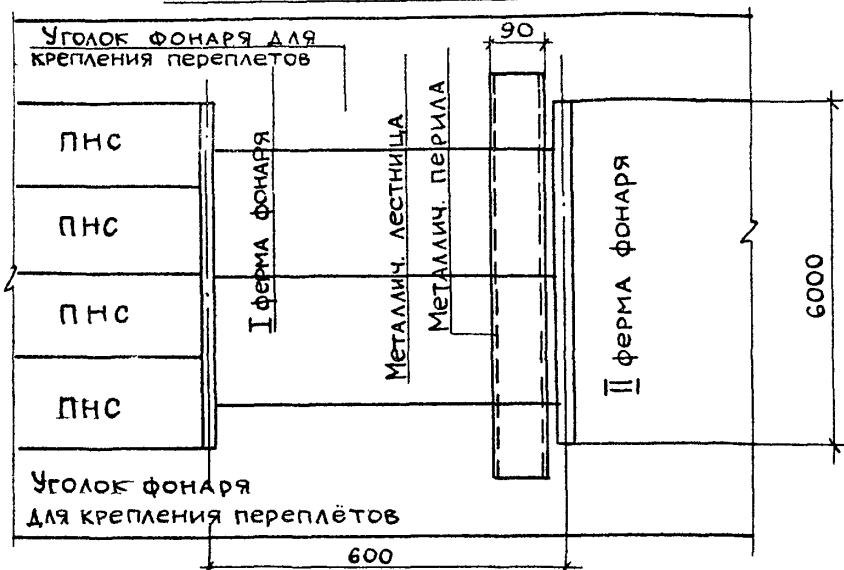 Уголок фонаря для
крепления переплетов
90
ПНС
ПНС
ПНС
ПНС
I ферма фонаря
Металлич. лестница
Металлич. перила
II ферма фонаря
6000
Уголок фонаря
для крепления переплётов
600